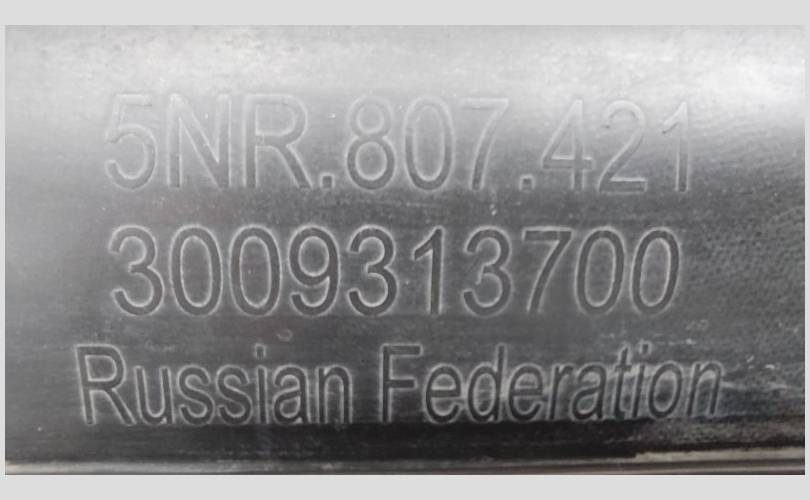 5NR.807.421
3009313700
Russian Federation